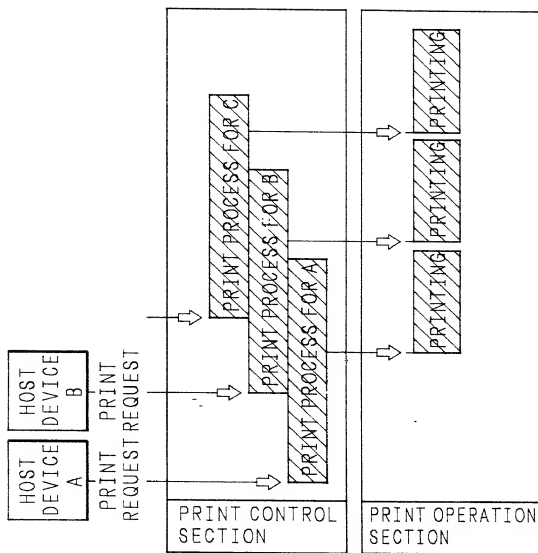 HOST
DEVICE
A
HOST
DEVICE
B
PRINT
REQUEST
PRINT
REQUEST
PRINT CONTROL
SECTION
PRINT PROCESS FOR C
PRINT PROCESS FOR B
PRINT PROCESS FOR A
PRINT OPERATION
SECTION
PRINTING
PRINTING
PRINTING